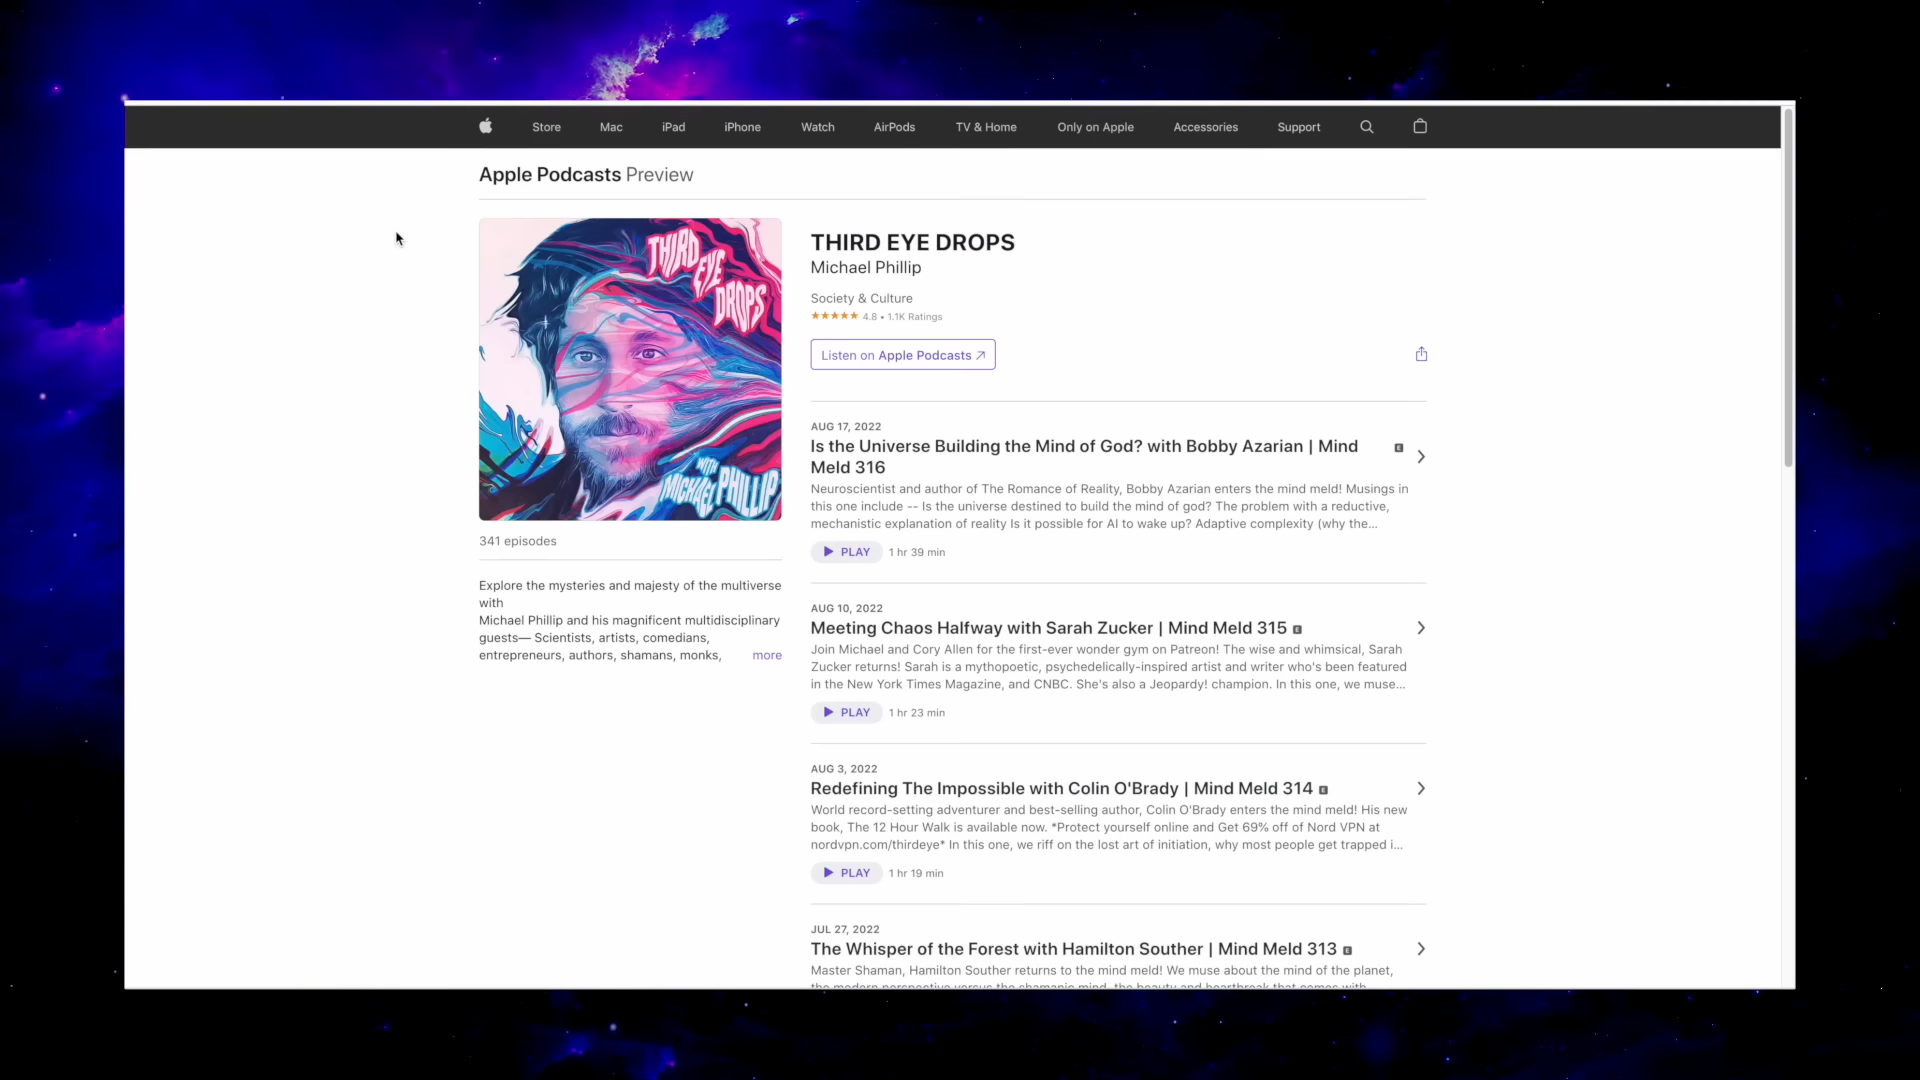 Store Mac iPad iPhone Watch AirPods TV & Home Only on Apple Accessories Support
Apple Podcasts Preview
THIRD EYE DROPS
WITH MICHAEL PHILLIP
341 episodes
Explore the mysteries and majesty of the multiverse
with
Michael Phillip and his magnificent multidisciplinary
guests— Scientists, artists, comedians,
entrepreneurs, authors, shamans, monks, more
THIRD EYE DROPS
Michael Phillip
Society & Culture
★★★★★ 4.8 • 1.1K Ratings
Listen on Apple Podcasts ↗
AUG 17, 2022
Is the Universe Building the Mind of God? with Bobby Azarian | Mind E
Meld 316
Neuroscientist and author of The Romance of Reality, Bobby Azarian enters the mind meld! Musings in
this one include -- Is the universe destined to build the mind of god? The problem with a reductive,
mechanistic explanation of reality Is it possible for AI to wake up? Adaptive complexity (why the...
PLAY 1 hr 39 min
AUG 10, 2022
Meeting Chaos Halfway with Sarah Zucker | Mind Meld 315 E
Join Michael and Cory Allen for the first-ever wonder gym on Patreon! The wise and whimsical, Sarah
Zucker returns! Sarah is a mythopoetic, psychedelically-inspired artist and writer who's been featured
in the New York Times Magazine, and CNBC. She's also a Jeopardy! champion. In this one, we muse...
PLAY 1 hr 23 min
AUG 3, 2022
Redefining The Impossible with Colin O'Brady | Mind Meld 314 E
World record-setting adventurer and best-selling author, Colin O'Brady enters the mind meld! His new
book, The 12 Hour Walk is available now. *Protect yourself online and Get 69% off of Nord VPN at
nordvpn.com/thirdeye* In this one, we riff on the lost art of initiation, why most people get trapped i...
PLAY 1 hr 19 min
JUL 27, 2022
The Whisper of the Forest with Hamilton Souther | Mind Meld 313 E
Master Shaman, Hamilton Souther returns to the mind meld! We muse about the mind of the planet,
the modern perspective versus the shamanic mind, the beauty and heartbreak that comes with